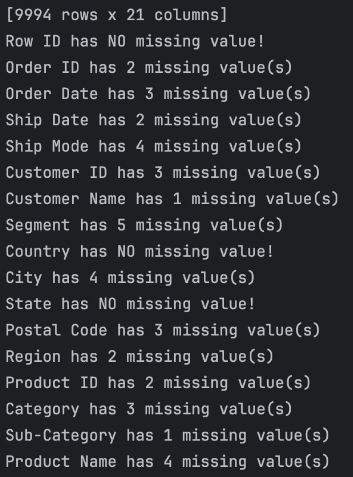 [9994 rows x 21 columns]
Row ID has NO missing value!
Order ID has 2 missing value(s)
Order Date has 3 missing value(s)
Ship Date has 2 missing value(s)
Ship Mode has 4 missing value(s)
Customer ID has 3 missing value(s)
Customer Name has 1 missing value(s)
Segment has 5 missing value(s)
Country has NO missing value!
City has 4 missing value(s)
State has NO missing value!
Postal Code has 3 missing value(s)
Region has 2 missing value(s)
Product ID has 2 missing value(s)
Category has 3 missing value(s)
Sub-Category has 1 missing value(s)
Product Name has 4 missing value(s)